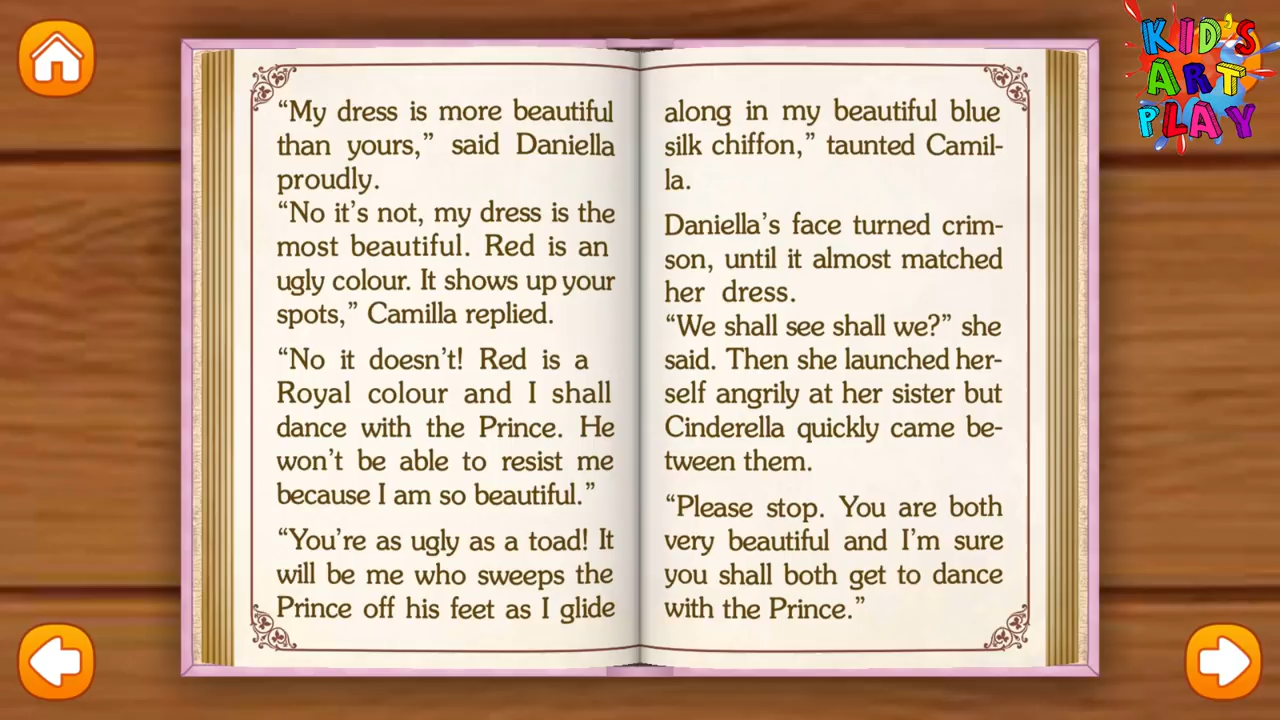 “My dress is more beautiful
than yours,” said Daniella
proudly.
“No it’s not, my dress is the
most beautiful. Red is an
ugly colour. It shows up your
spots,” Camilla replied.
“No it doesn’t! Red is a
Royal colour and I shall
dance with the Prince. He
won’t be able to resist me
because I am so beautiful.”
“You’re as ugly as a toad! It
will be me who sweeps the
Prince off his feet as I glide
along in my beautiful blue
silk chiffon,” taunted Camil-
la.
Daniella’s face turned crim-
son, until it almost matched
her dress.
“We shall see shall we?” she
said. Then she launched her-
self angrily at her sister but
Cinderella quickly came be-
tween them.
“Please stop. You are both
very beautiful and I’m sure
you shall both get to dance
with the Prince.”
KID'S
ART
PLAY